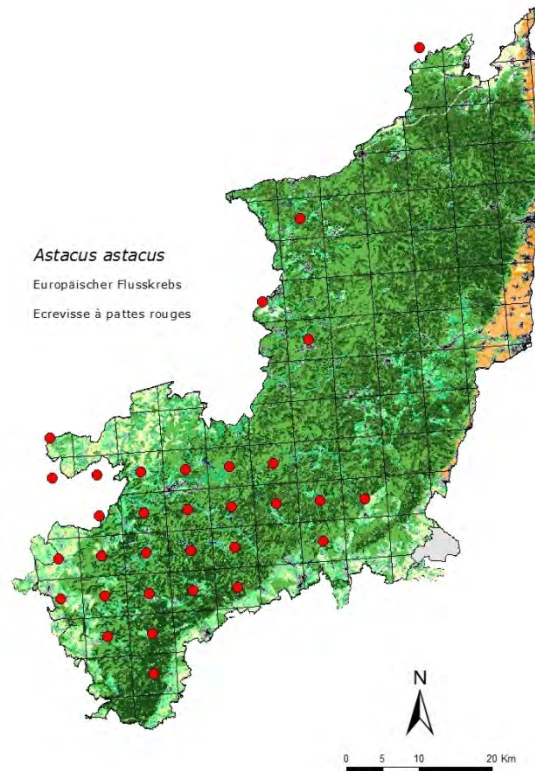 Astacus astacus
Europäischer Flusskrebs
Ecrevisse à pattes rouges
N
0 5 10 20 Km